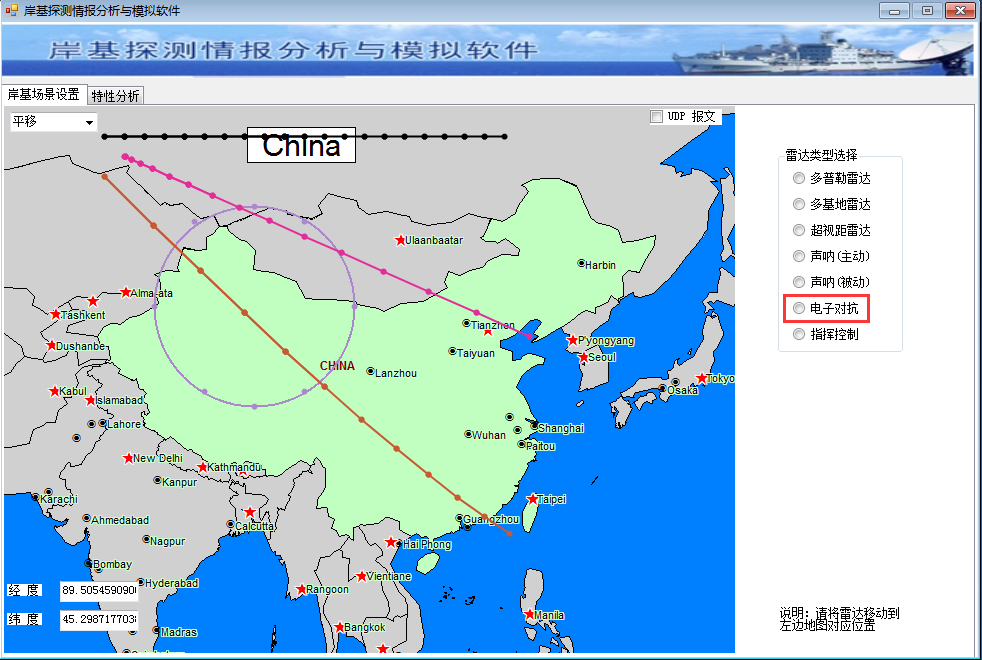 岸基探测情报分析与模拟软件
岸基探测情报分析与模拟软件
岸基场景设置 特性分析
平移
UDP 报文
China
Ulaanbaatar
Harbin
Alma-ata
Tashkent
Tianzhen
Dushanbe
Pyongyang
Taiyuan
Seoul
CHINA
Lanzhou
Tokyo
Kabul
Osaka
Islamabad
Lahore
Shanghai
Wuhan
Paitou
New Delhi
Kathmandu
Kanpur
Karachi
Taipei
Ahmedabad
Guangzhou
Calcutta
Nagpur
Hai Phong
Bombay
Vientiane
Hyderabad
Rangoon
Manila
Bangkok
Madras
经 度 89.5054590900
纬 度 45.298717703
雷达类型选择
多普勒雷达
多基地雷达
超视距雷达
声呐(主动)
声呐(被动)
电子对抗
指挥控制
说明：请将雷达移动到
左边地图对应位置